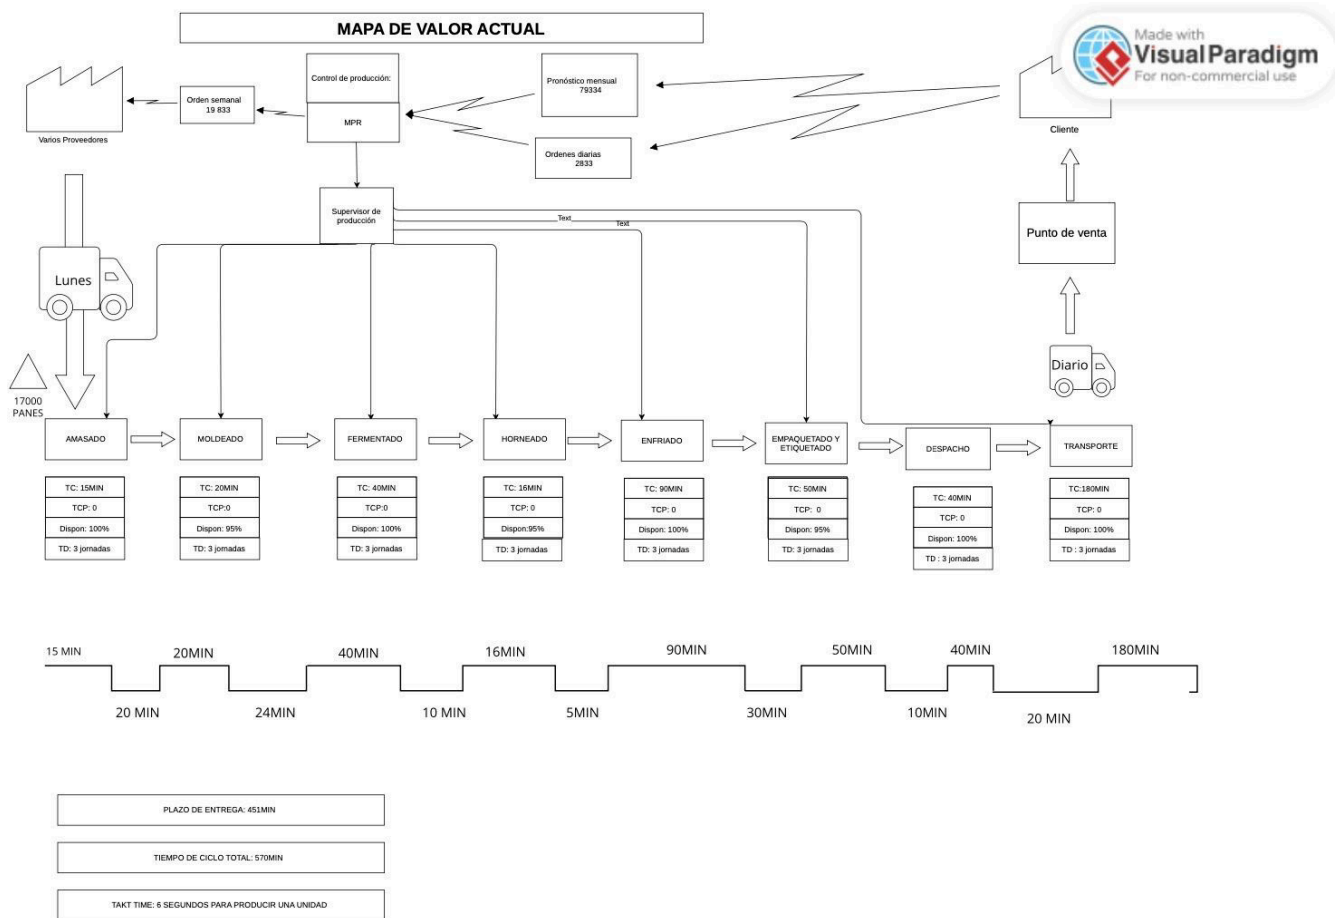 MAPA DE VALOR ACTUAL
Made with
Visual Paradigm
For non-commercial use
Control de producción:
MPR
Pronóstico mensual
79334
Orden semanal
19 833
Ordenes diarias
2833
Varios Proveedores
Cliente
Supervisor de
producción
Text
Text
Punto de venta
Lunes
Diario
17000
PANES
AMASADO
MOLDEADO
FERMENTADO
HORNEADO
ENFRIADO
EMPAQUETADO Y
ETIQUETADO
DESPACHO
TRANSPORTE
TC: 15MIN
TCP: 0
Dispon: 100%
TD: 3 jornadas
TC: 20MIN
TCP:0
Dispon: 95%
TD: 3 jornadas
TC: 40MIN
TCP:0
Dispon: 100%
TD: 3 jornadas
TC: 16MIN
TCP: 0
Dispon:95%
TD: 3 jornadas
TC: 90MIN
TCP: 0
Dispon: 100%
TD: 3 jornadas
TC: 50MIN
TCP: 0
Dispon: 95%
TD: 3 jornadas
TC: 40MIN
TCP: 0
Dispon: 100%
TD : 3 jornadas
TC:180MIN
TCP: 0
Dispon: 100%
TD : 3 jornadas
15 MIN
20MIN
40MIN
16MIN
90MIN
50MIN
40MIN
180MIN
20 MIN
24MIN
10 MIN
5MIN
30MIN
10MIN
20 MIN
PLAZO DE ENTREGA: 451MIN
TIEMPO DE CICLO TOTAL: 570MIN
TAKT TIME: 6 SEGUNDOS PARA PRODUCIR UNA UNIDAD